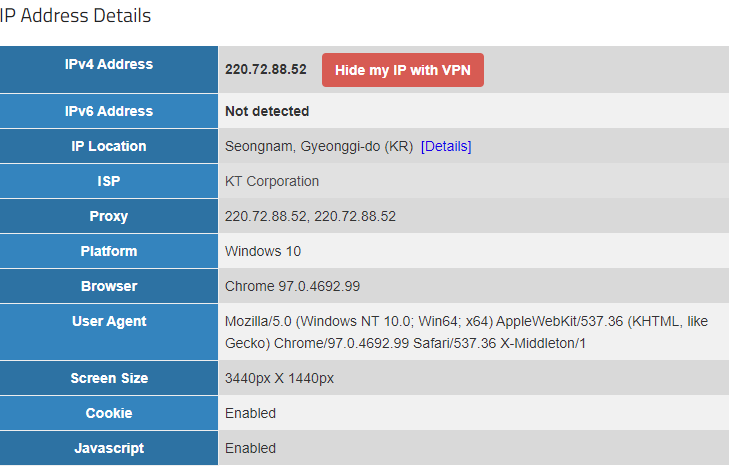 IP Address Details
IPv4 Address 220.72.88.52 Hide my IP with VPN
IPv6 Address Not detected
IP Location Seongnam, Gyeonggi-do (KR) [Details]
ISP KT Corporation
Proxy 220.72.88.52, 220.72.88.52
Platform Windows 10
Browser Chrome 97.0.4692.99
User Agent Mozilla/5.0 (Windows NT 10.0; Win64; x64) AppleWebKit/537.36 (KHTML, like
Gecko) Chrome/97.0.4692.99 Safari/537.36 X-Middleton/1
Screen Size 3440px X 1440px
Cookie Enabled
Javascript Enabled